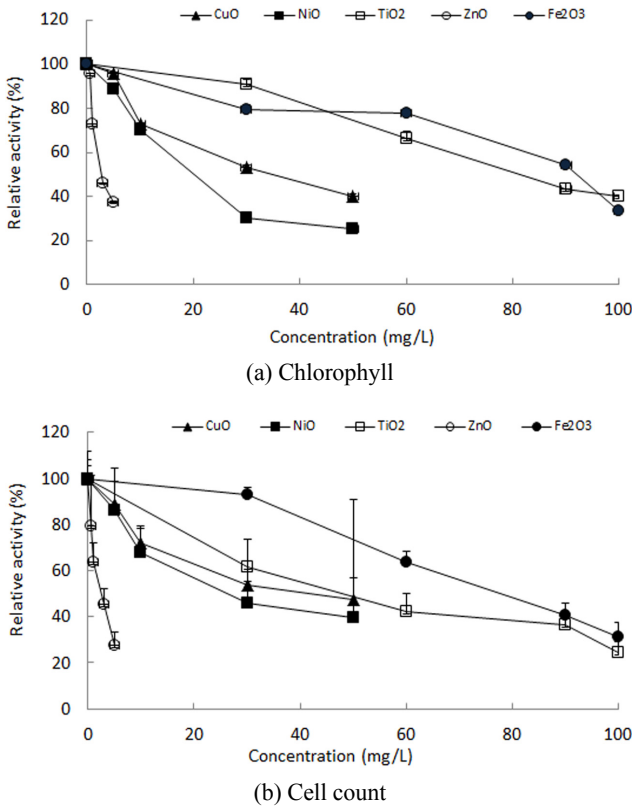 CuO NiO TiO2 ZnO Fe2O3
120
100
80
60
40
20
0
Relative activity (%)
0 20 40 60 80 100
Concentration (mg/L)
(a) Chlorophyll
CuO NiO TiO2 ZnO Fe2O3
120
100
80
60
40
20
0
Relative activity (%)
0 20 40 60 80 100
Concentration (mg/L)
(b) Cell count